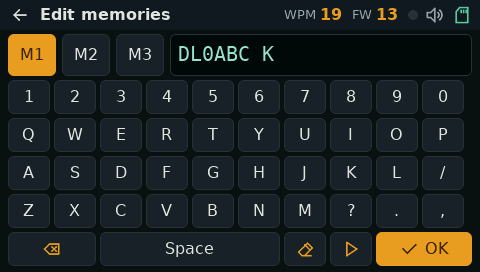 Edit memories WPM 19 FW 13
M1 M2 M3 DL0ABC K
1 2 3 4 5 6 7 8 9 0
Q W E R T Y U I O P
A S D F G H J K L /
Z X C V B N M ? . ,
Space OK